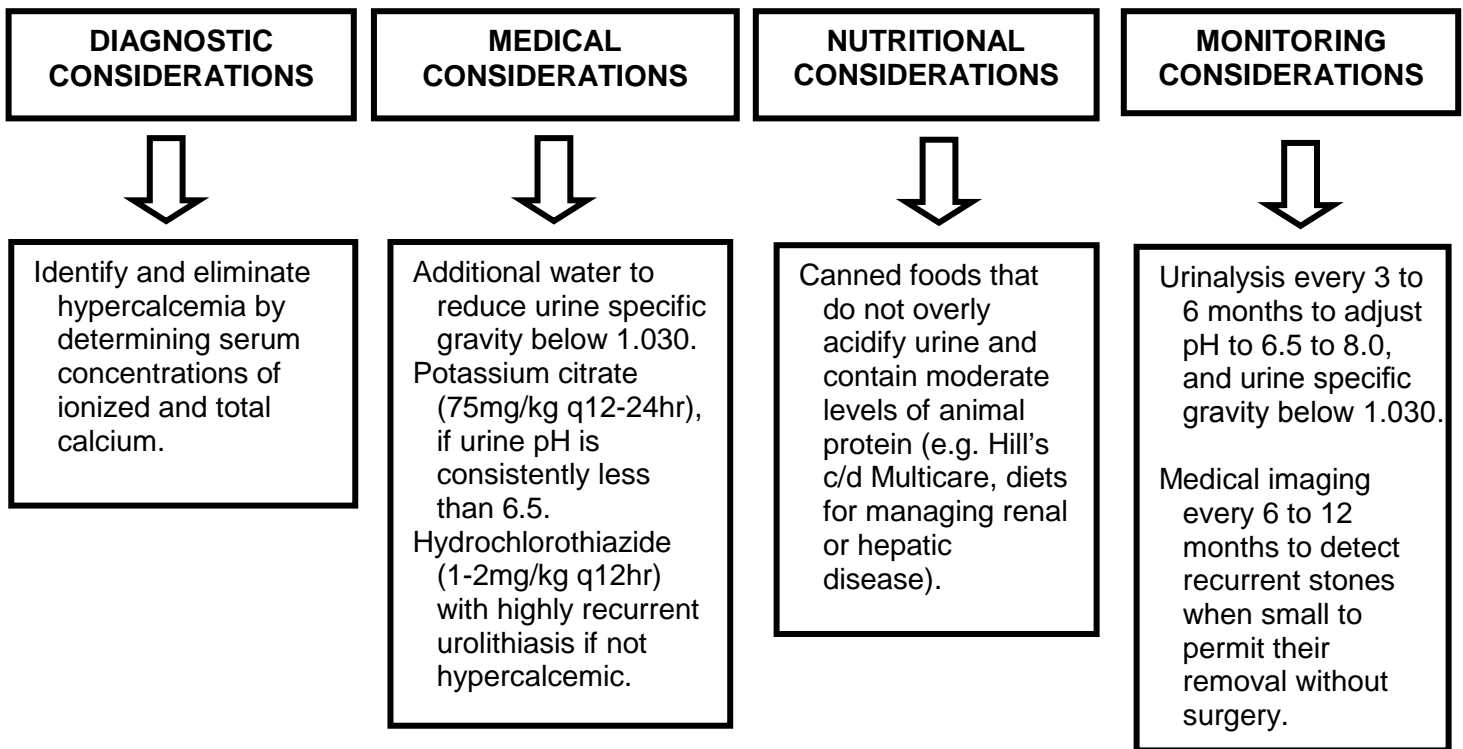 DIAGNOSTIC
CONSIDERATIONS
Identify and eliminate
hypercalcemia by
determining serum
concentrations of
ionized and total
calcium.
MEDICAL
CONSIDERATIONS
Additional water to
reduce urine specific
gravity below 1.030.
Potassium citrate
(75mg/kg q12-24hr),
if urine pH is
consistently less
than 6.5.
Hydrochlorothiazide
(1-2mg/kg q12hr)
with highly recurrent
urolithiasis if not
hypercalcemic.
NUTRITIONAL
CONSIDERATIONS
Canned foods that
do not overly
acidify urine and
contain moderate
levels of animal
protein (e.g. Hill's
c/d Multicare, diets
for managing renal
or hepatic
disease).
MONITORING
CONSIDERATIONS
Urinalysis every 3 to
6 months to adjust
pH to 6.5 to 8.0,
and urine specific
gravity below 1.030.
Medical imaging
every 6 to 12
months to detect
recurrent stones
when small to
permit their
removal without
surgery.